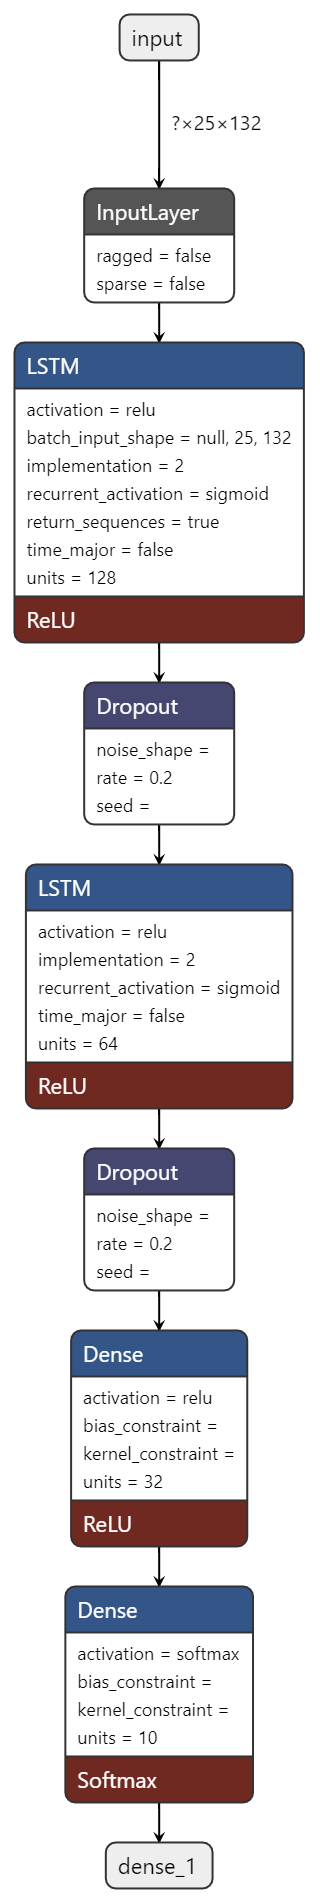 input
?×25×132
InputLayer
ragged = false
sparse = false
LSTM
activation = relu
batch_input_shape = null, 25, 132
implementation = 2
recurrent_activation = sigmoid
return_sequences = true
time_major = false
units = 128
ReLU
Dropout
noise_shape =
rate = 0.2
seed =
LSTM
activation = relu
implementation = 2
recurrent_activation = sigmoid
time_major = false
units = 64
ReLU
Dropout
noise_shape =
rate = 0.2
seed =
Dense
activation = relu
bias_constraint =
kernel_constraint =
units = 32
ReLU
Dense
activation = softmax
bias_constraint =
kernel_constraint =
units = 10
Softmax
dense_1